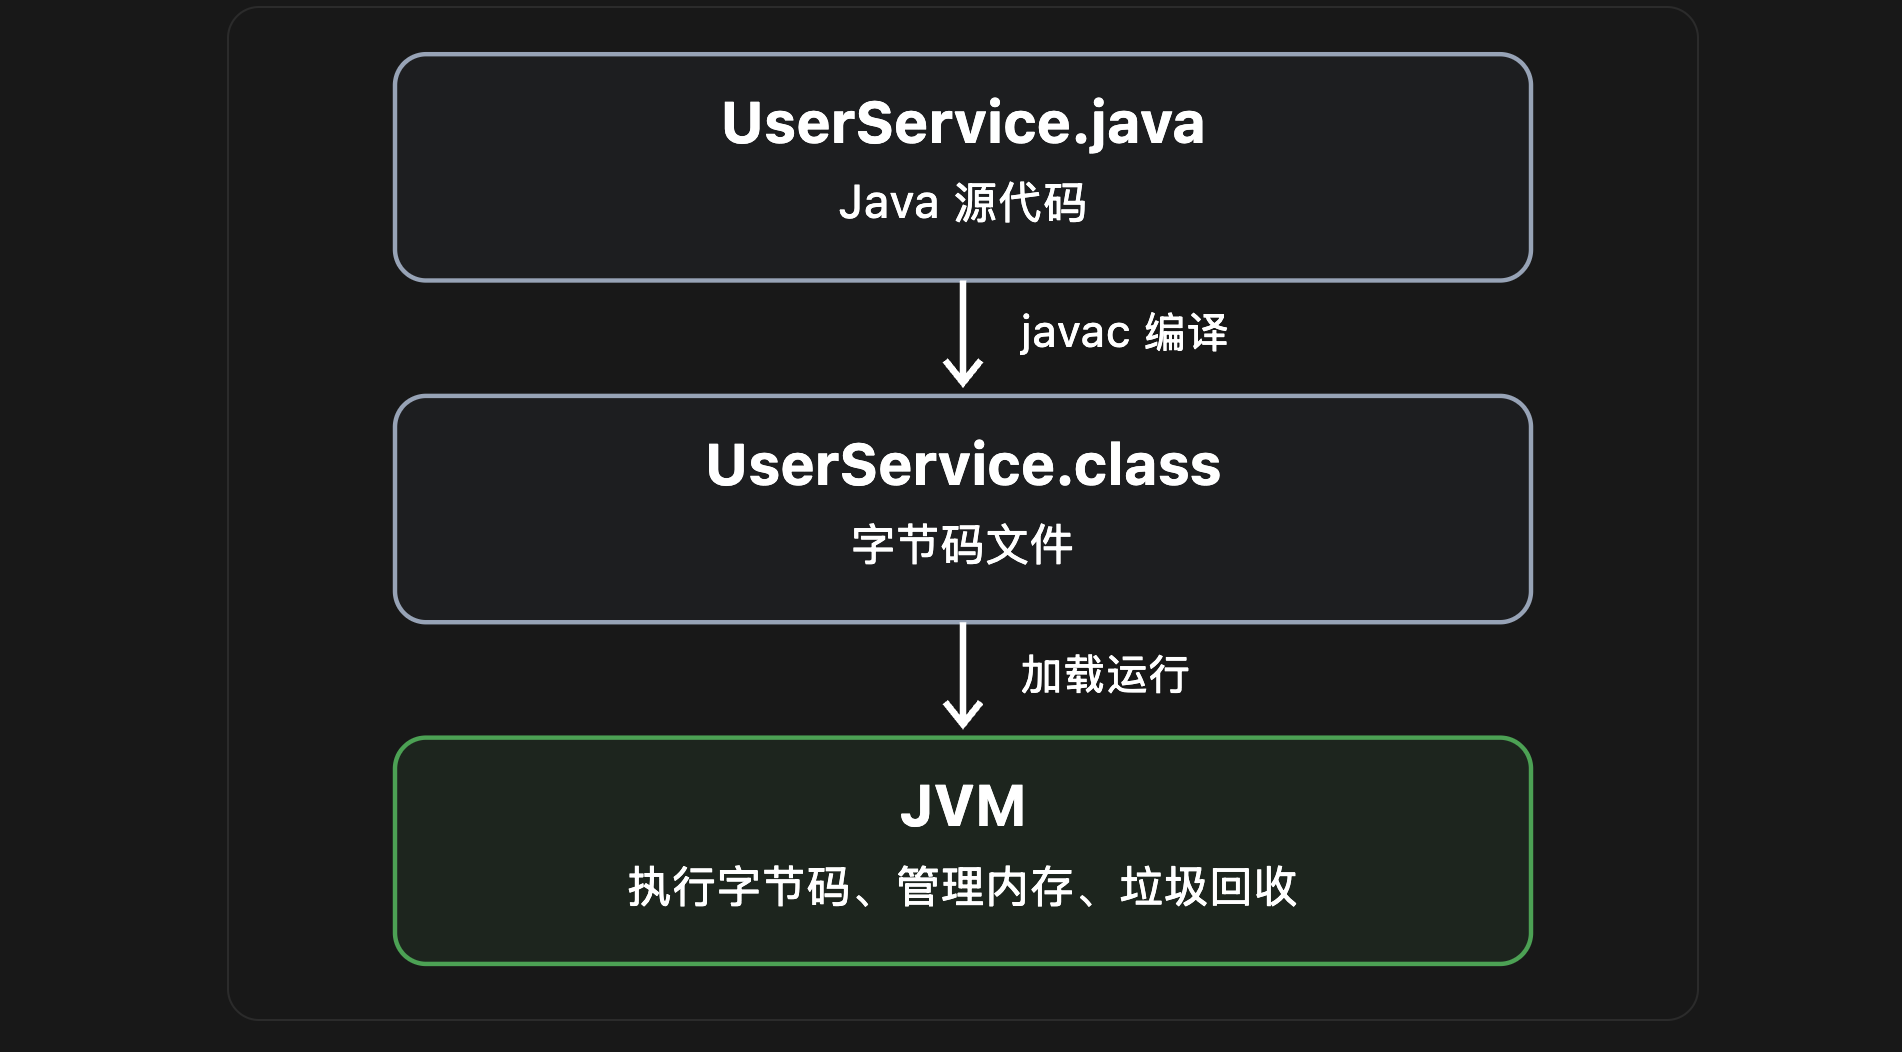 UserService.java
Java 源代码
javac 编译
UserService.class
字节码文件
加载运行
JVM
执行字节码、管理内存、垃圾回收